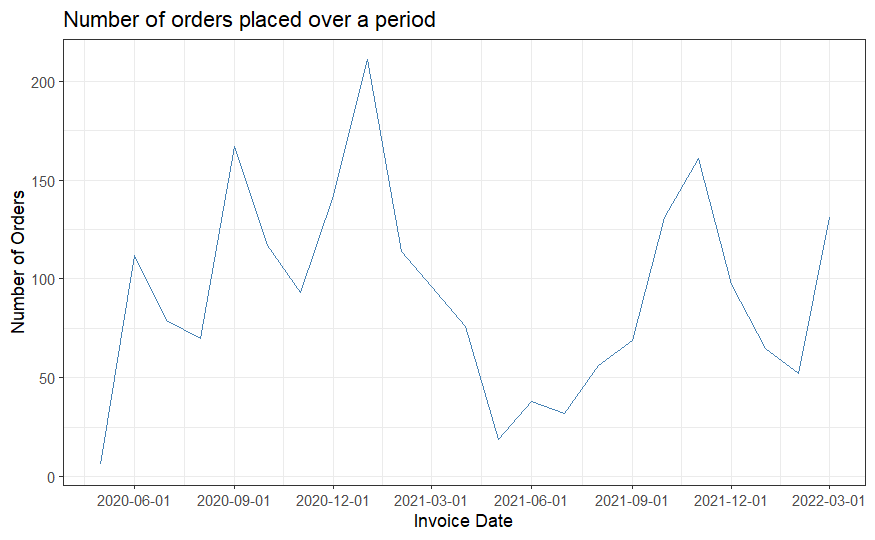 Number of orders placed over a period
Number of Orders
200
150
100
50
0
2020-06-01 2020-09-01 2020-12-01 2021-03-01 2021-06-01 2021-09-01 2021-12-01 2022-03-01
Invoice Date